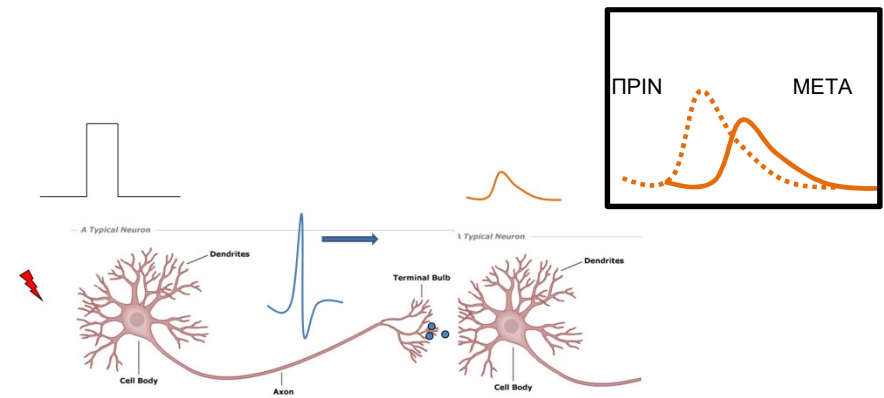 ΠΡΙΝ ΜΕΤΑ
A Typical Neuron
Dendrites
Terminal Bulb
Cell Body
Axon
Typical Neuron
Dendrites
Cell Body